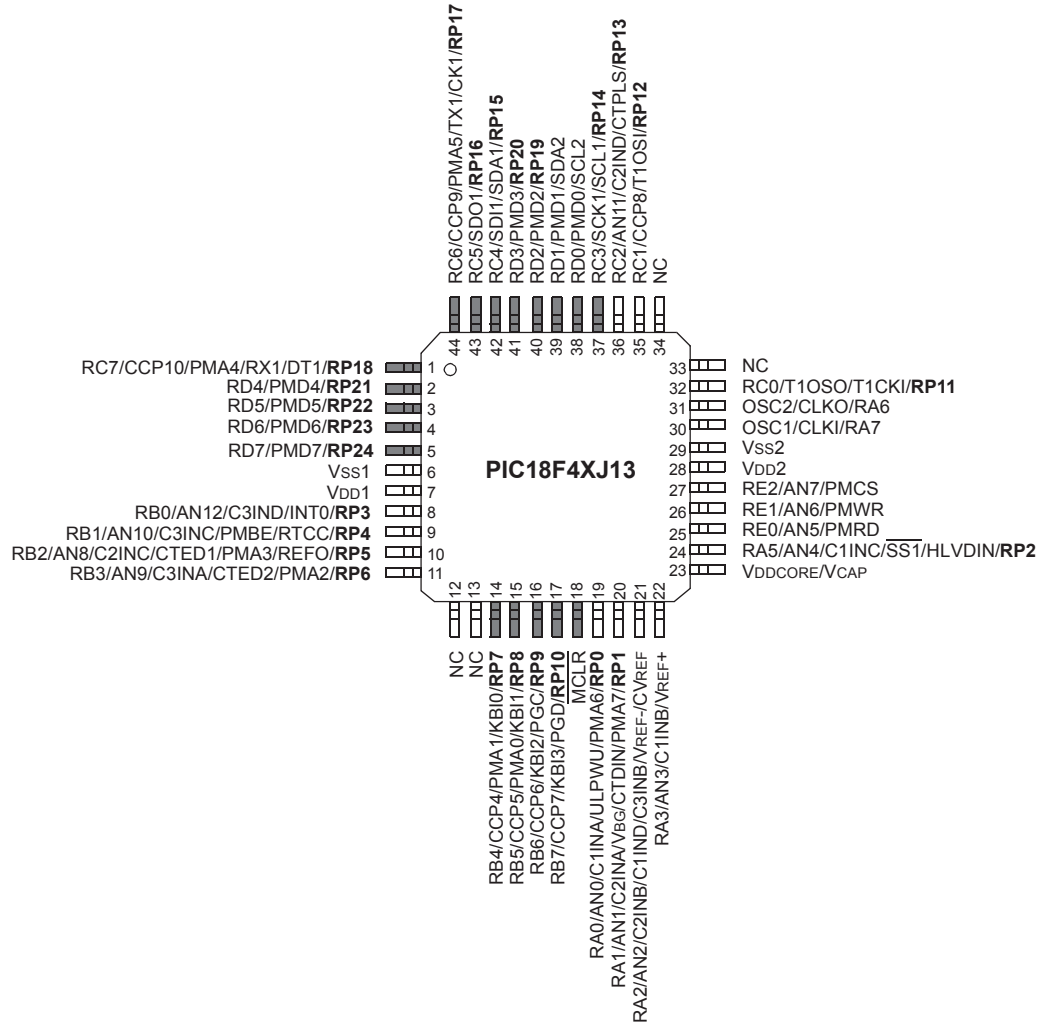 RC6/CCP9/PMA5/TX1/CK1/RP17
RC5/SDO1/RP16
RC4/SDI1/SDA1/RP15
RD3/PMD3/RP20
RD2/PMD2/RP19
RD1/PMD1/SDA2
RD0/PMD0/SCL2
RC3/SCK1/SCL1/RP14
RC2/AN11/C2IND/CTPLS/RP13
RC1/CCP8/T1OSI/RP12
NC
44
43
42
41
40
39
38
37
36
35
34
RC7/CCP10/PMA4/RX1/DT1/RP18 1
RD4/PMD4/RP21 2
RD5/PMD5/RP22 3
RD6/PMD6/RP23 4
RD7/PMD7/RP24 5
VSS1 6
VDD1 7
RB0/AN12/C3IND/INT0/RP3 8
RB1/AN10/C3INC/PMBE/RTCC/RP4 9
RB2/AN8/C2INC/CTED1/PMA3/REFO/RP5 10
RB3/AN9/C3INA/CTED2/PMA2/RP6 11
PIC18F4XJ13
33 NC
32 RC0/T1OSO/T1CKI/RP11
31 OSC2/CLKO/RA6
30 OSC1/CLKI/RA7
29 VSS2
28 VDD2
27 RE2/AN7/PMCS
26 RE1/AN6/PMWR
25 RE0/AN5/PMRD
24 RA5/AN4/C1INC/SS1/HLVDIN/RP2
23 VDDCORE/VCAP
12
13
14
15
16
17
18
19
20
21
22
NC
NC
RB4/CCP4/PMA1/KBI0/RP7
RB5/CCP5/PMA0/KBI1/RP8
RB6/CCP6/KBI2/PGC/RP9
RB7/CCP7/KBI3/PGD/RP10
MCLR
RA0/AN0/C1INA/ULPWU/PMA6/RP0
RA1/AN1/C2INA/VBG/CTDIN/PMA7/RP1
RA2/AN2/C2INB/C1IND/C3INB/VREF-/CVREF
RA3/AN3/C1INB/VREF+